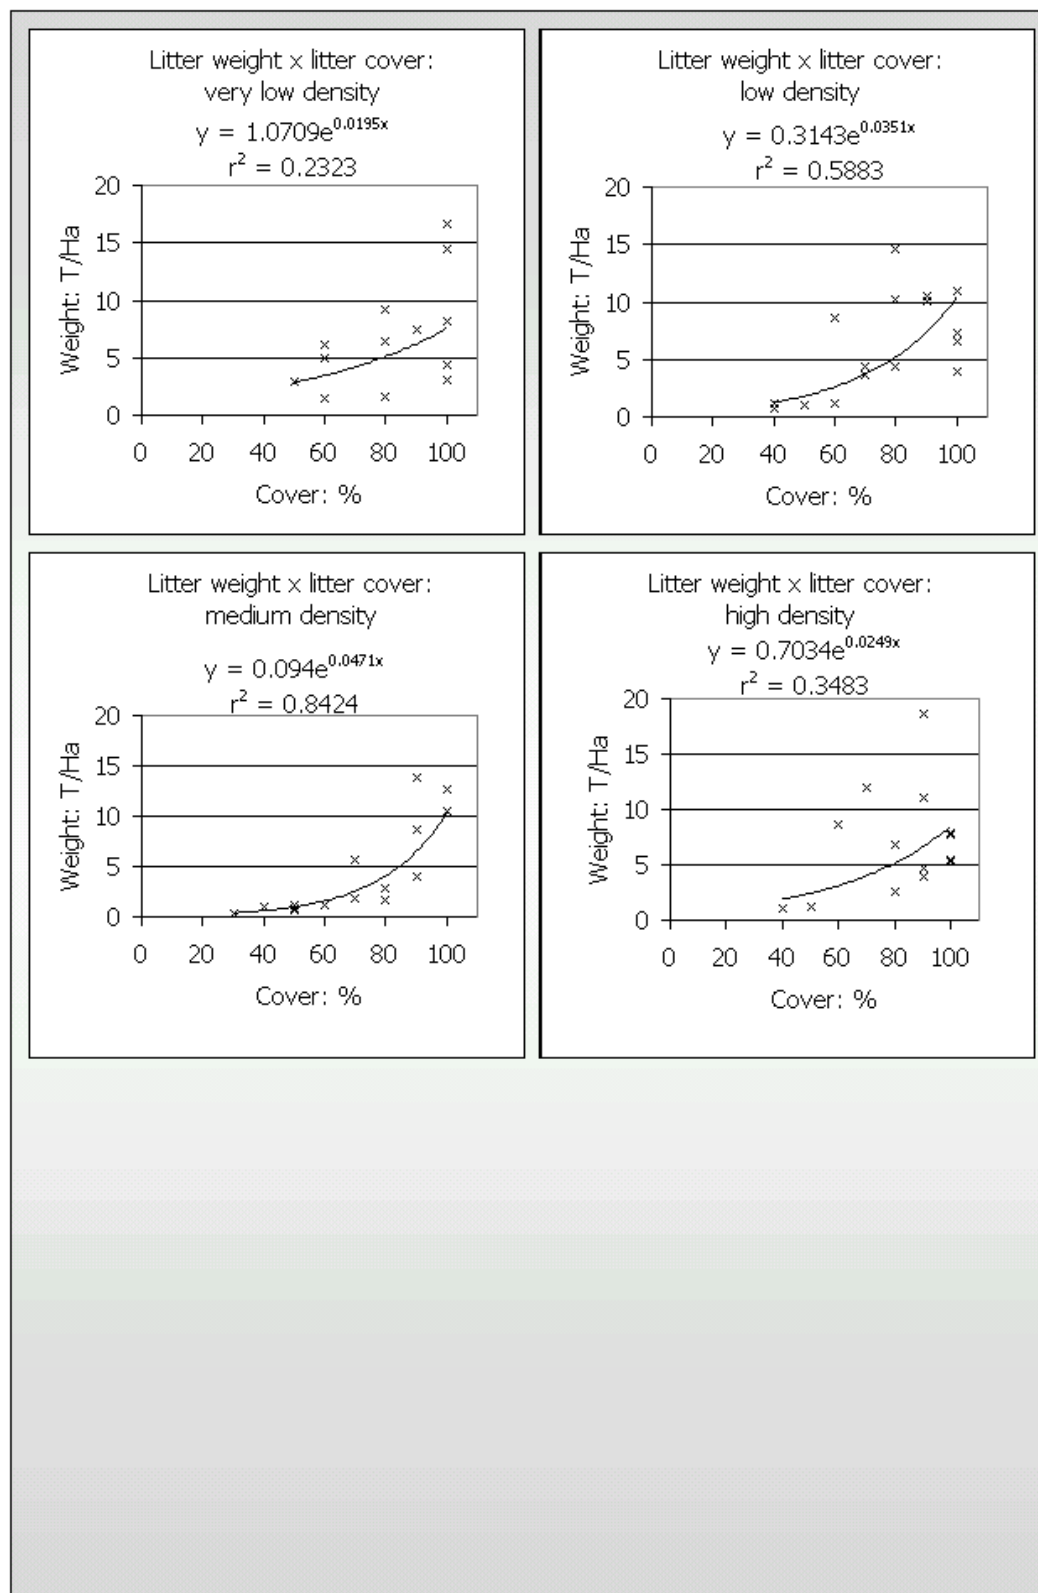 Litter weight x litter cover:
very low density
y = 1.0709e^0.0195x
r² = 0.2323
20
15
10
5
0
Weight: T/Ha
0 20 40 60 80 100
Cover: %
Litter weight x litter cover:
low density
y = 0.3143e^0.0351x
r² = 0.5883
20
15
10
5
0
Weight: T/Ha
0 20 40 60 80 100
Cover: %
Litter weight x litter cover:
medium density
y = 0.094e^0.0471x
r² = 0.8424
20
15
10
5
0
Weight: T/Ha
0 20 40 60 80 100
Cover: %
Litter weight x litter cover:
high density
y = 0.7034e^0.0249x
r² = 0.3483
20
15
10
5
0
Weight: T/Ha
0 20 40 60 80 100
Cover: %